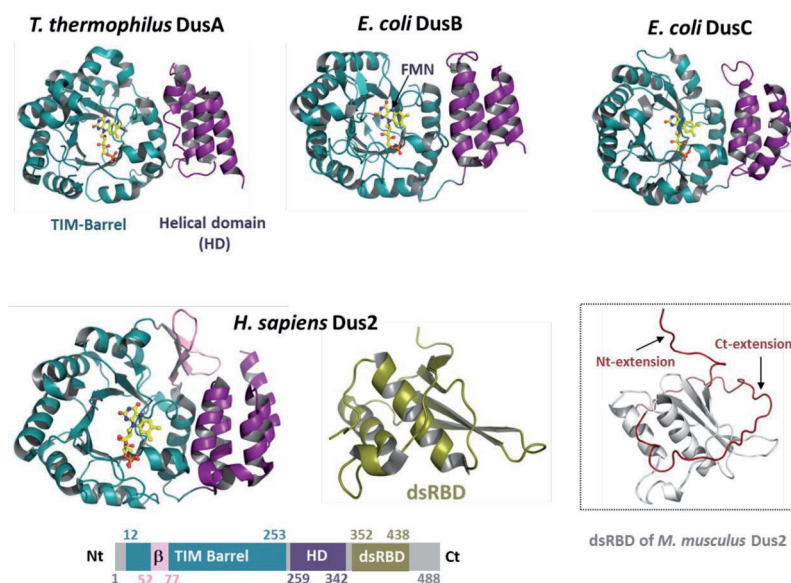 T. thermophilus DusA
E. coli DusB
E. coli DusC
FMN
TIM-Barrel
Helical domain
(HD)
H. sapiens Dus2
dsRBD
Nt-extension
Ct-extension
dsRBD of M. musculus Dus2
12 253 352 438
Nt β TIM Barrel HD dsRBD Ct
1 52 77 259 342 488